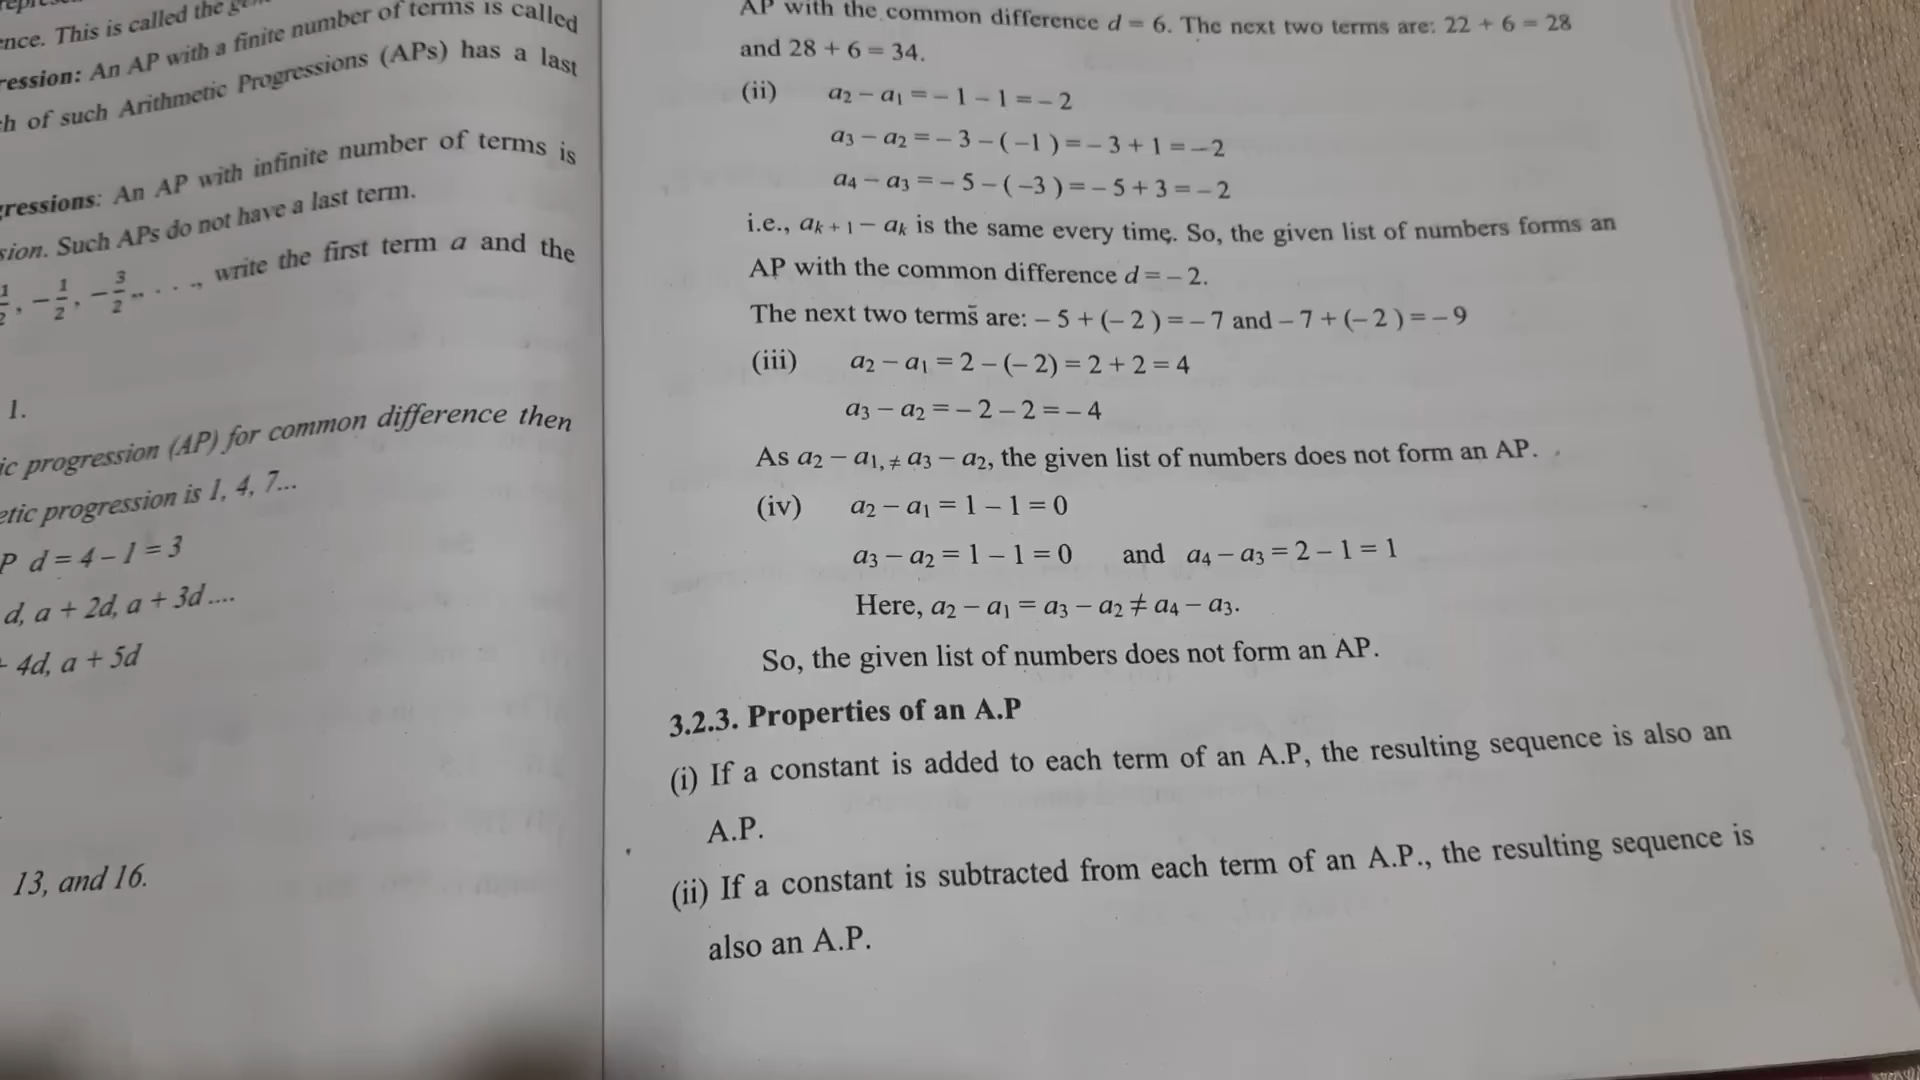 ence. This is called the
ression: An AP with a finite number of terms is called
h of such Arithmetic Progressions (APs) has a last
gressions: An AP with infinite number of terms is
sion. Such APs do not have a last term.
1/2, −1/2, −3/2, . . . ., write the first term a and the
1.
ic progression (AP) for common difference then
etic progression is 1, 4, 7...
P d = 4 − 1 = 3
d, a + 2d, a + 3d ....
+ 4d, a + 5d
13, and 16.
AP with the common difference d = 6. The next two terms are: 22 + 6 = 28
and 28 + 6 = 34.
(ii) a₂ − a₁ = − 1 − 1 = − 2
a₃ − a₂ = − 3 − ( −1 ) = − 3 + 1 = − 2
a₄ − a₃ = − 5 − ( −3 ) = − 5 + 3 = − 2
i.e., aₖ₊₁ − aₖ is the same every time. So, the given list of numbers forms an
AP with the common difference d = − 2.
The next two terms are: − 5 + (− 2 ) = − 7 and − 7 + (− 2 ) = − 9
(iii) a₂ − a₁ = 2 − (− 2) = 2 + 2 = 4
a₃ − a₂ = − 2 − 2 = − 4
As a₂ − a₁, ≠ a₃ − a₂, the given list of numbers does not form an AP.
(iv) a₂ − a₁ = 1 − 1 = 0
a₃ − a₂ = 1 − 1 = 0 and a₄ − a₃ = 2 − 1 = 1
Here, a₂ − a₁ = a₃ − a₂ ≠ a₄ − a₃.
So, the given list of numbers does not form an AP.
3.2.3. Properties of an A.P
(i) If a constant is added to each term of an A.P, the resulting sequence is also an
A.P.
(ii) If a constant is subtracted from each term of an A.P., the resulting sequence is
also an A.P.